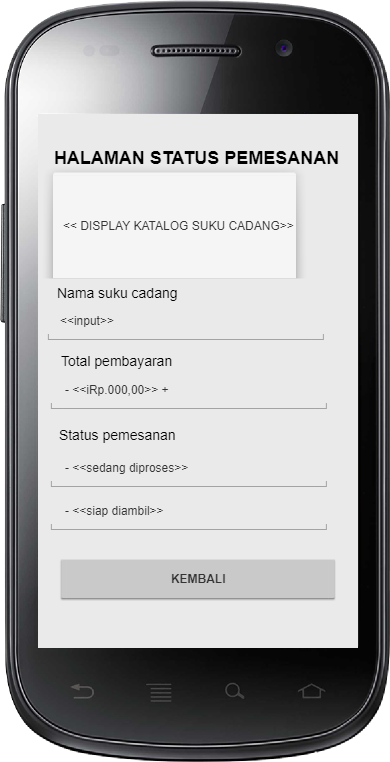 HALAMAN STATUS PEMESANAN
<< DISPLAY KATALOG SUKU CADANG>>
Nama suku cadang
<<input>>
Total pembayaran
- <<iRp.000,00>> +
Status pemesanan
- <<sedang diproses>>
- <<siap diambil>>
KEMBALI